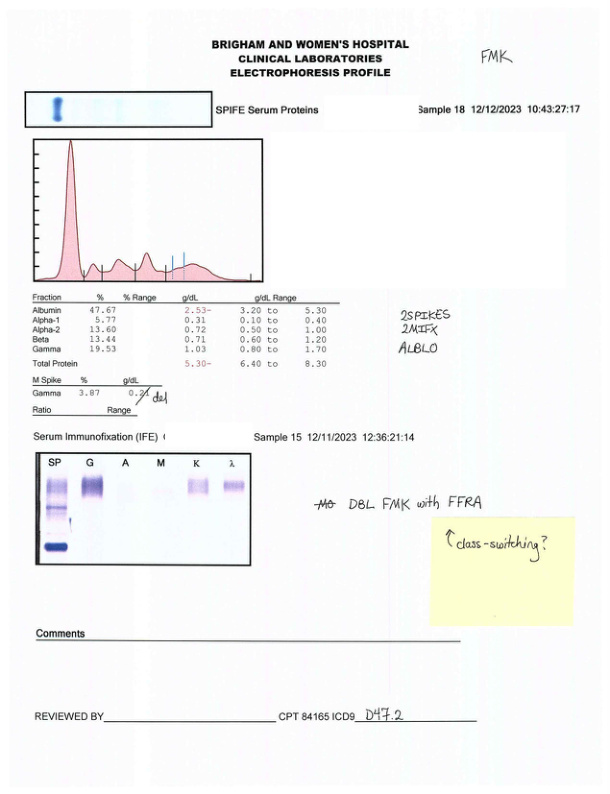 BRIGHAM AND WOMEN'S HOSPITAL
CLINICAL LABORATORIES
ELECTROPHORESIS PROFILE
FMK
SPIFE Serum Proteins Sample 18 12/12/2023 10:43:27:17
Fraction % % Range g/dL g/dL Range
Albumin 47.67 2.53- 3.20 to 5.30
Alpha-1 5.77 0.31 0.10 to 0.40
Alpha-2 13.60 0.72 0.50 to 1.00
Beta 13.44 0.71 0.60 to 1.20
Gamma 19.53 1.03 0.80 to 1.70
Total Protein 5.30- 6.40 to 8.30
2SPIKES
2MIFX
ALBLO
M Spike % g/dL
Gamma 3.87 0.21 del
Ratio Range
Serum Immunofixation (IFE) ( Sample 15 12/11/2023 12:36:21:14
SP G A M K λ
DBL FMK with FFRA
↑ class-switching?
Comments
REVIEWED BY CPT 84165 ICD9 D47.2